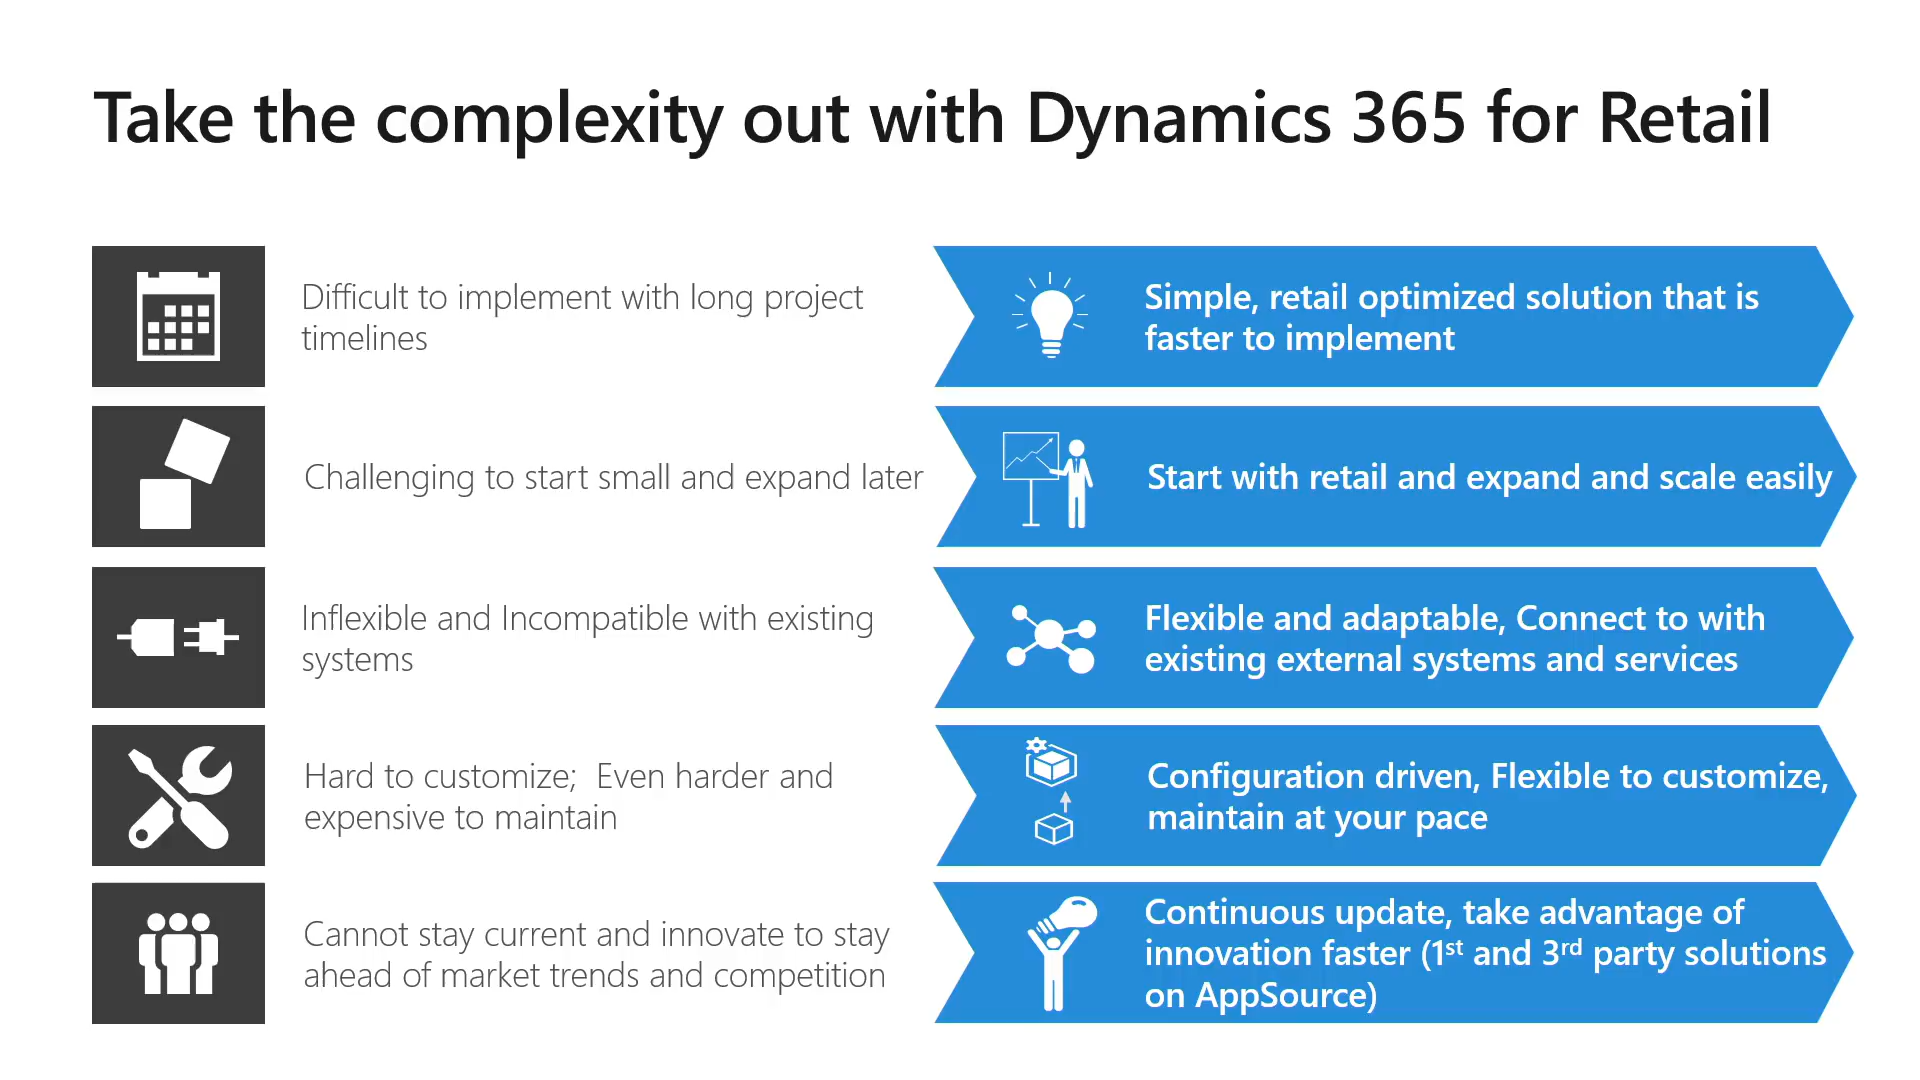 Take the complexity out with Dynamics 365 for Retail
Difficult to implement with long project
timelines
Simple, retail optimized solution that is
faster to implement
Challenging to start small and expand later
Start with retail and expand and scale easily
Inflexible and Incompatible with existing
systems
Flexible and adaptable, Connect to with
existing external systems and services
Hard to customize;  Even harder and
expensive to maintain
Configuration driven, Flexible to customize,
maintain at your pace
Cannot stay current and innovate to stay
ahead of market trends and competition
Continuous update, take advantage of
innovation faster (1st and 3rd party solutions
on AppSource)